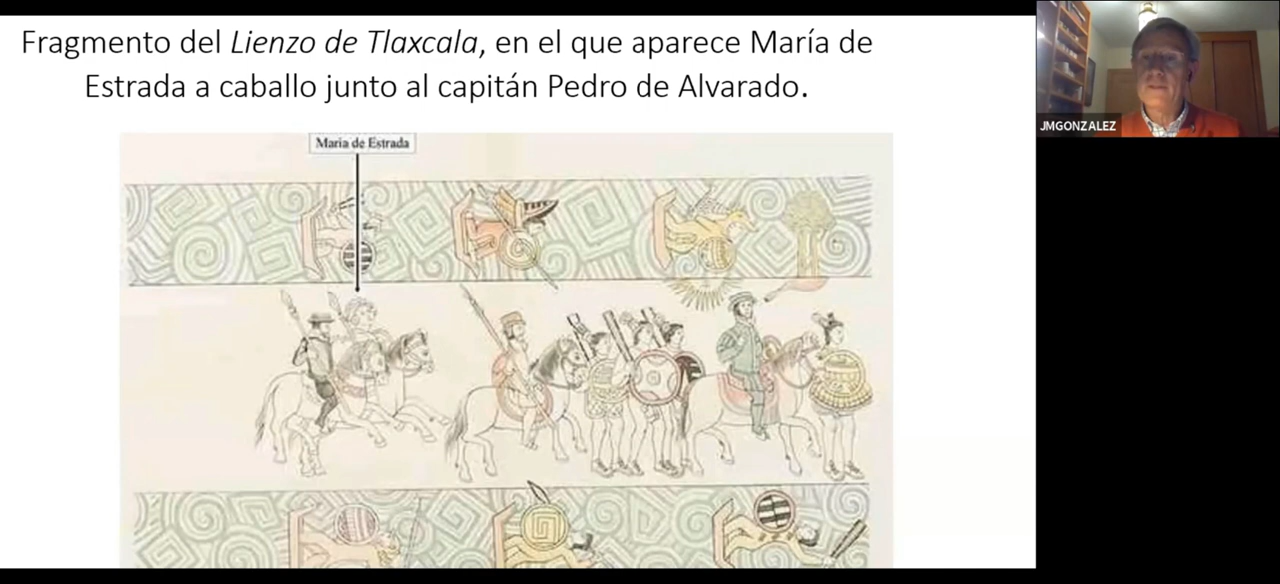 Fragmento del Lienzo de Tlaxcala, en el que aparece María de
Estrada a caballo junto al capitán Pedro de Alvarado.
María de Estrada
JMGONZALEZ